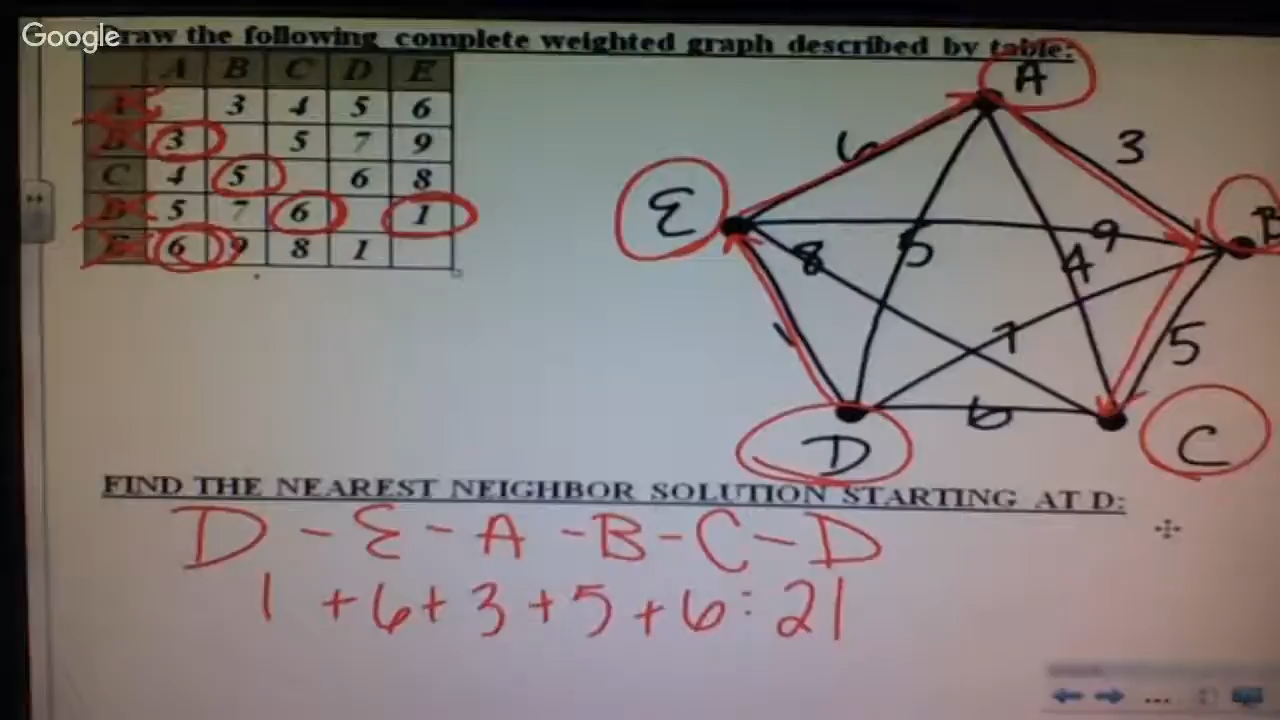 Google
Draw the following complete weighted graph described by table:
A B C D E
A 3 4 5 6
B 3 5 7 9
C 4 5 6 8
D 5 7 6 1
E 6 9 8 1
A
6 3
E B
8 5 9 4
1 7 5
6
D C
FIND THE NEAREST NEIGHBOR SOLUTION STARTING AT D:
D - E - A - B - C - D
1 + 6 + 3 + 5 + 6 : 21
...